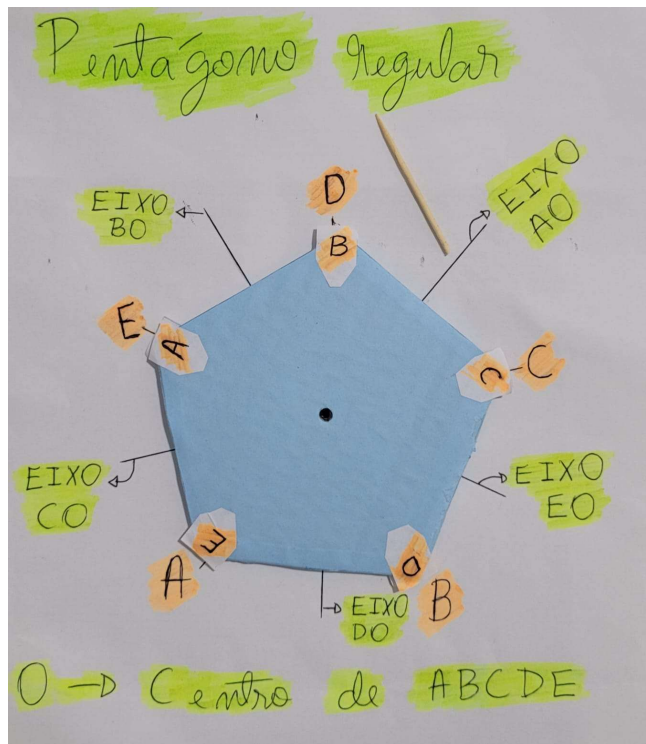 Pentágono regular
EIXO
AO
D
EIXO
BO
B
E
A
C
C
EIXO
CO
EIXO
EO
E
A
D
B
EIXO
DO
O → Centro de ABCDE